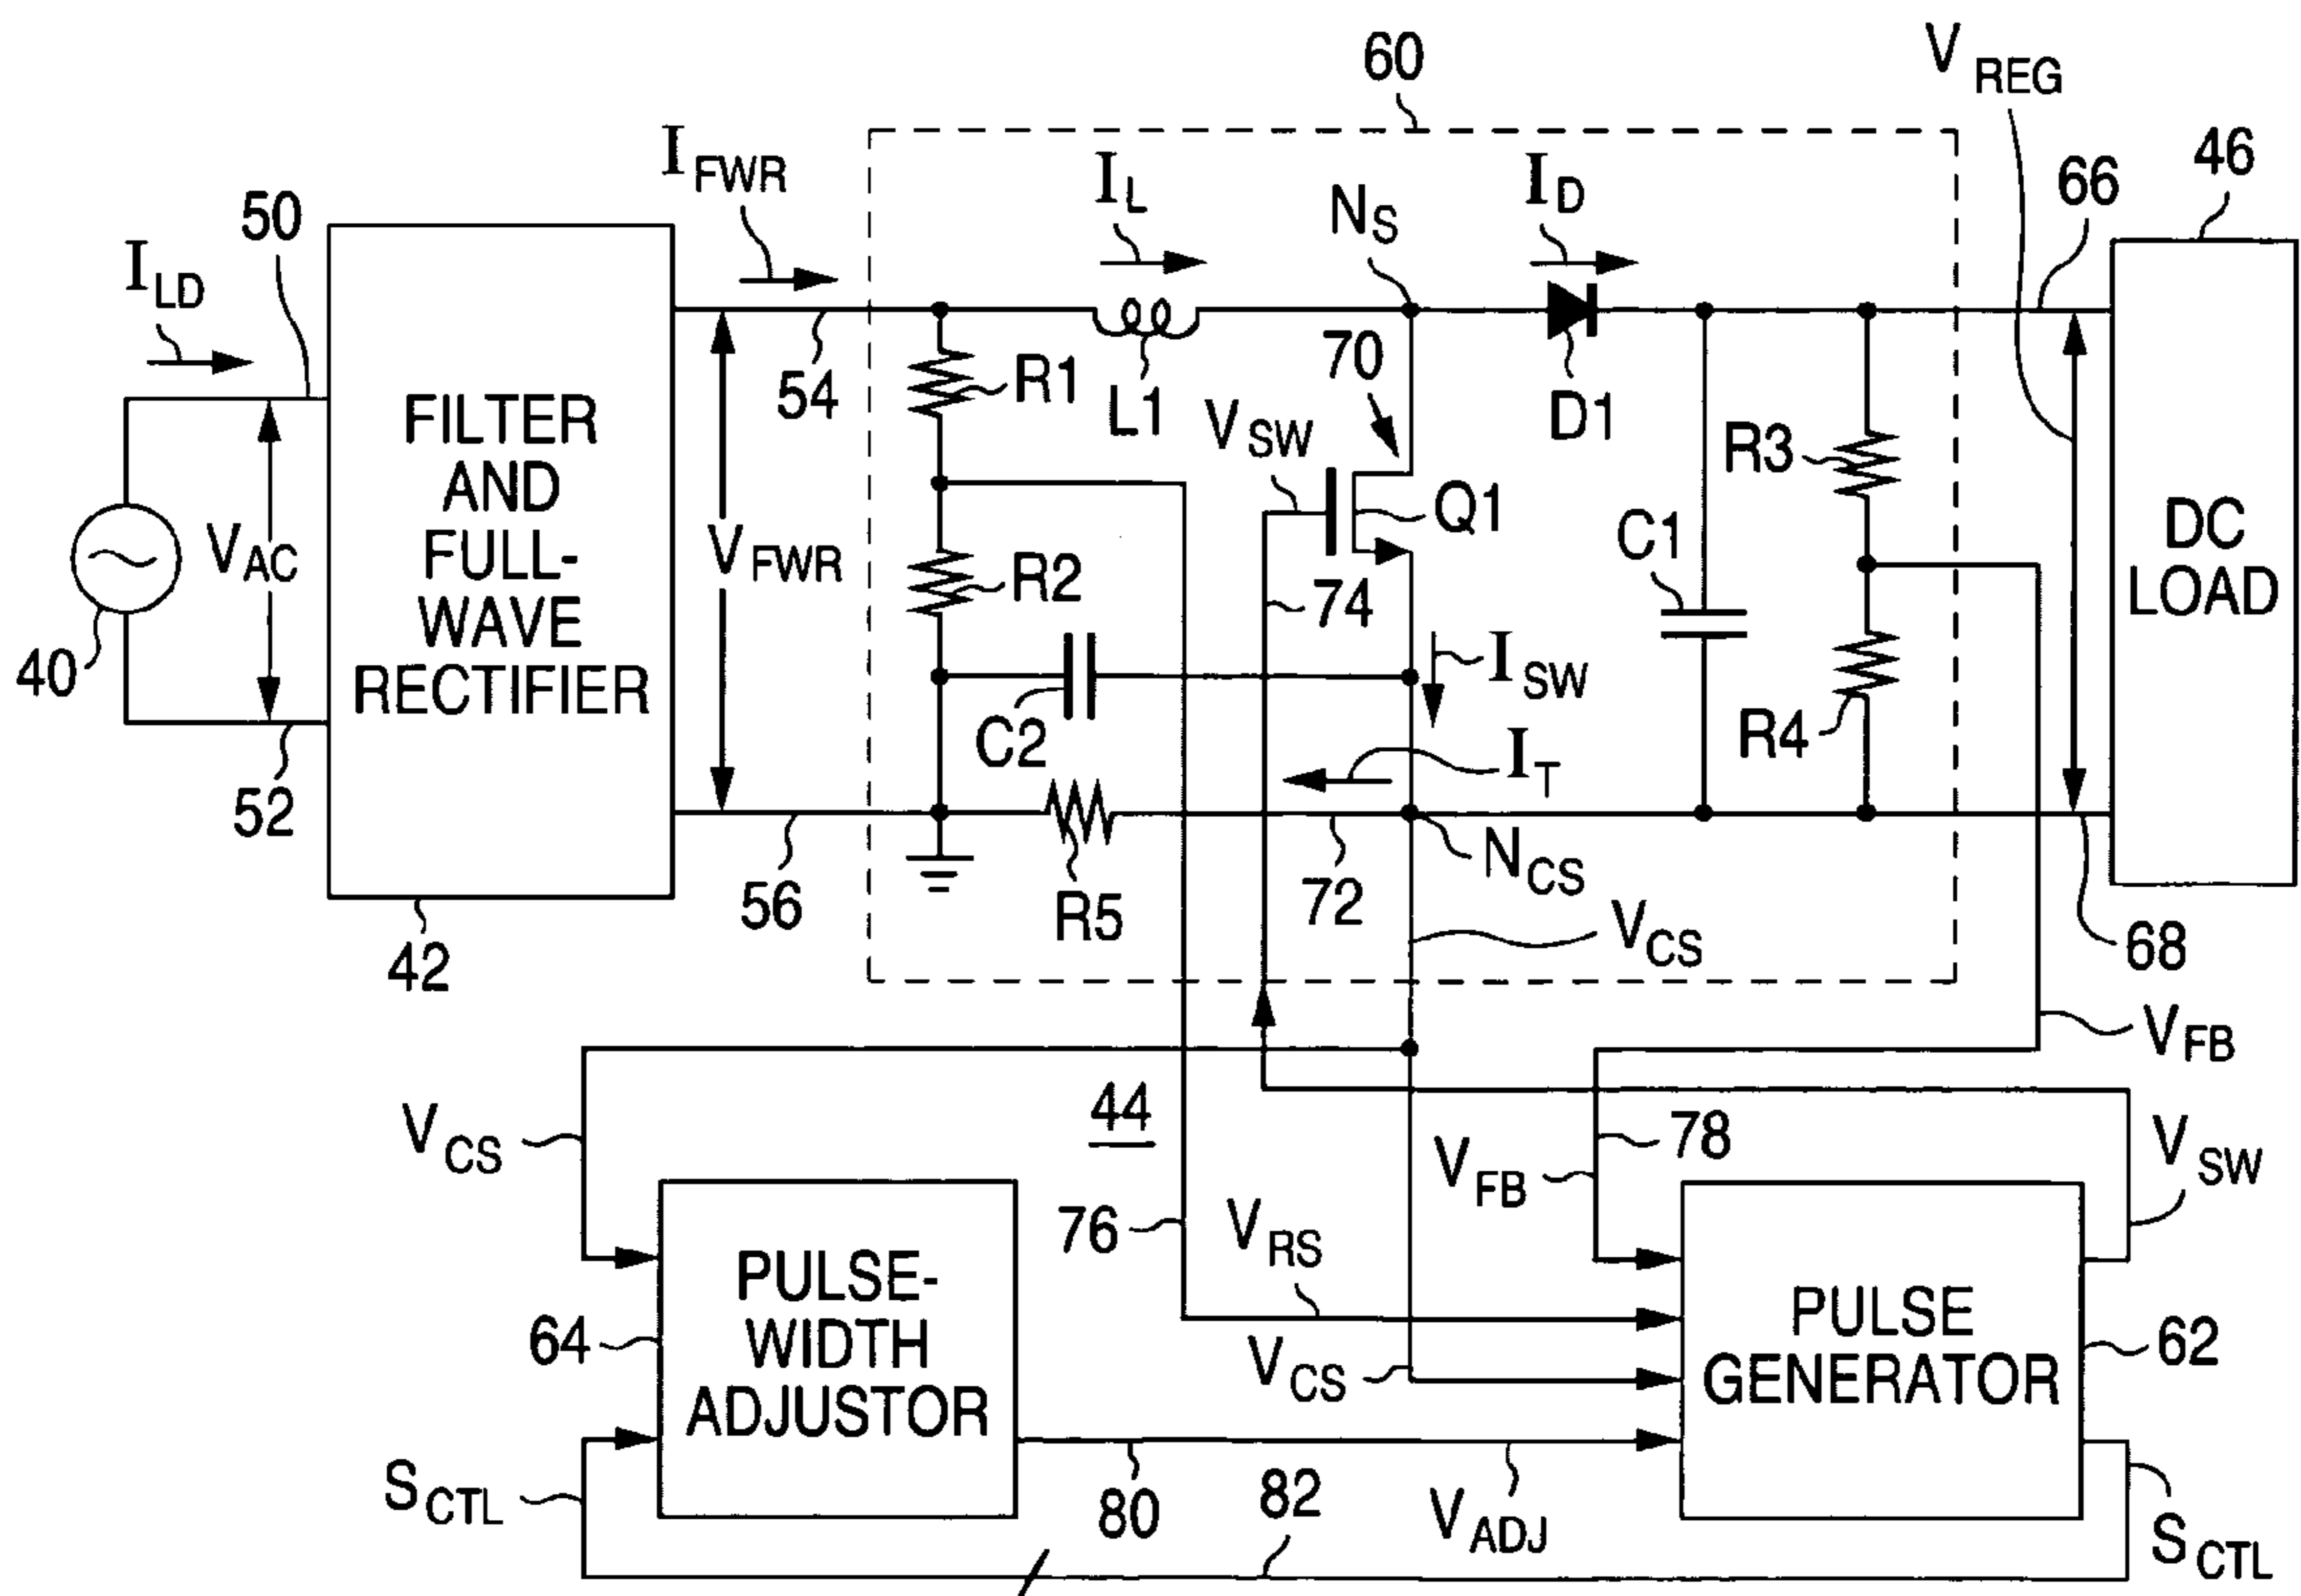 60
V REG
I FWR
I L
N S
I D
66
46
50
I LD
70
54
R1
L1
V SW
D1
R3
FILTER
AND
FULL-
WAVE
RECTIFIER
V AC
V FWR
Q1
C1
DC
LOAD
R2
74
40
I SW
C2
R4
I T
52
56
R5
72
N CS
V CS
68
42
V FB
44
V CS
78
V FB
V SW
76
V RS
PULSE-
WIDTH
ADJUSTOR
64
V CS
PULSE
GENERATOR
62
S CTL
80
82
V ADJ
S CTL